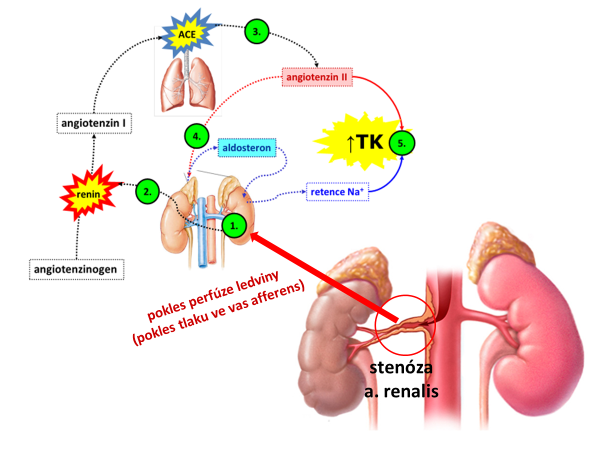 ACE
3.
angiotenzin II
angiotenzin I
4.
aldosteron
↑TK
5.
renin
2.
retence Na⁺
1.
angiotenzinogen
pokles perfúze ledviny
(pokles tlaku ve vas afferens)
stenóza
a. renalis